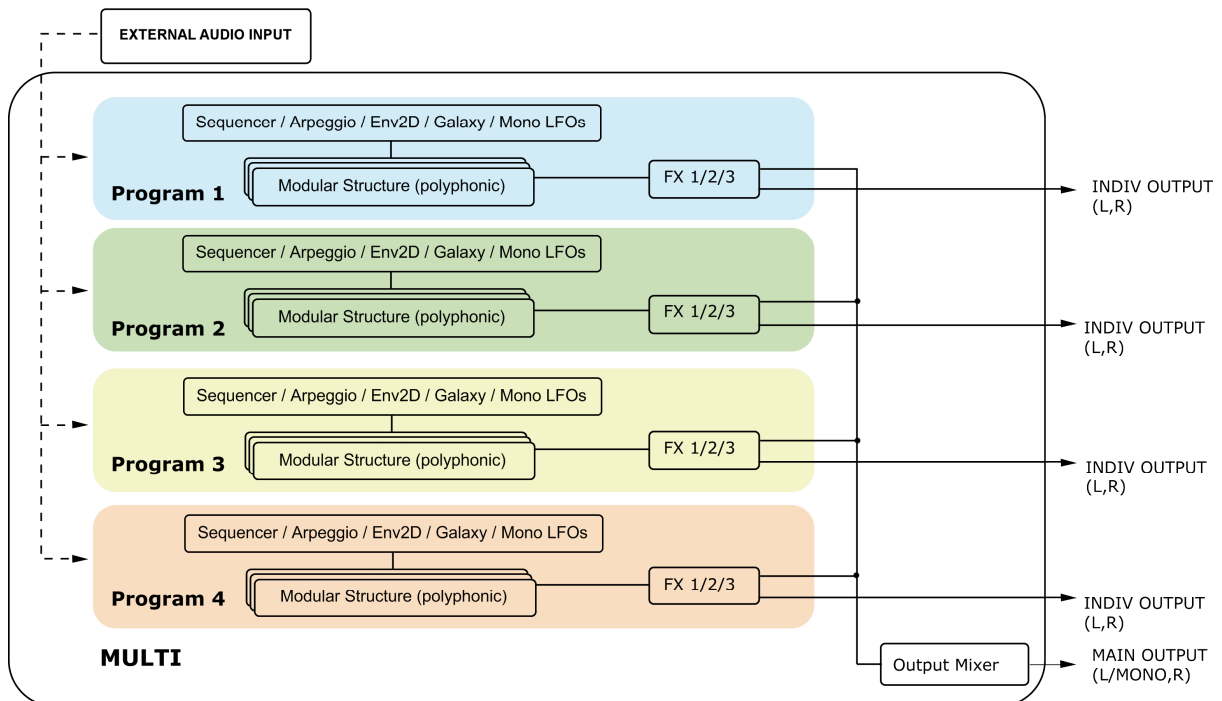 EXTERNAL AUDIO INPUT
Sequencer / Arpeggio / Env2D / Galaxy / Mono LFOs
Modular Structure (polyphonic)
FX 1/2/3
Program 1
INDIV OUTPUT
(L,R)
Sequencer / Arpeggio / Env2D / Galaxy / Mono LFOs
Modular Structure (polyphonic)
FX 1/2/3
Program 2
INDIV OUTPUT
(L,R)
Sequencer / Arpeggio / Env2D / Galaxy / Mono LFOs
Modular Structure (polyphonic)
FX 1/2/3
Program 3
INDIV OUTPUT
(L,R)
Sequencer / Arpeggio / Env2D / Galaxy / Mono LFOs
Modular Structure (polyphonic)
FX 1/2/3
Program 4
INDIV OUTPUT
(L,R)
MULTI
Output Mixer
MAIN OUTPUT
(L/MONO,R)